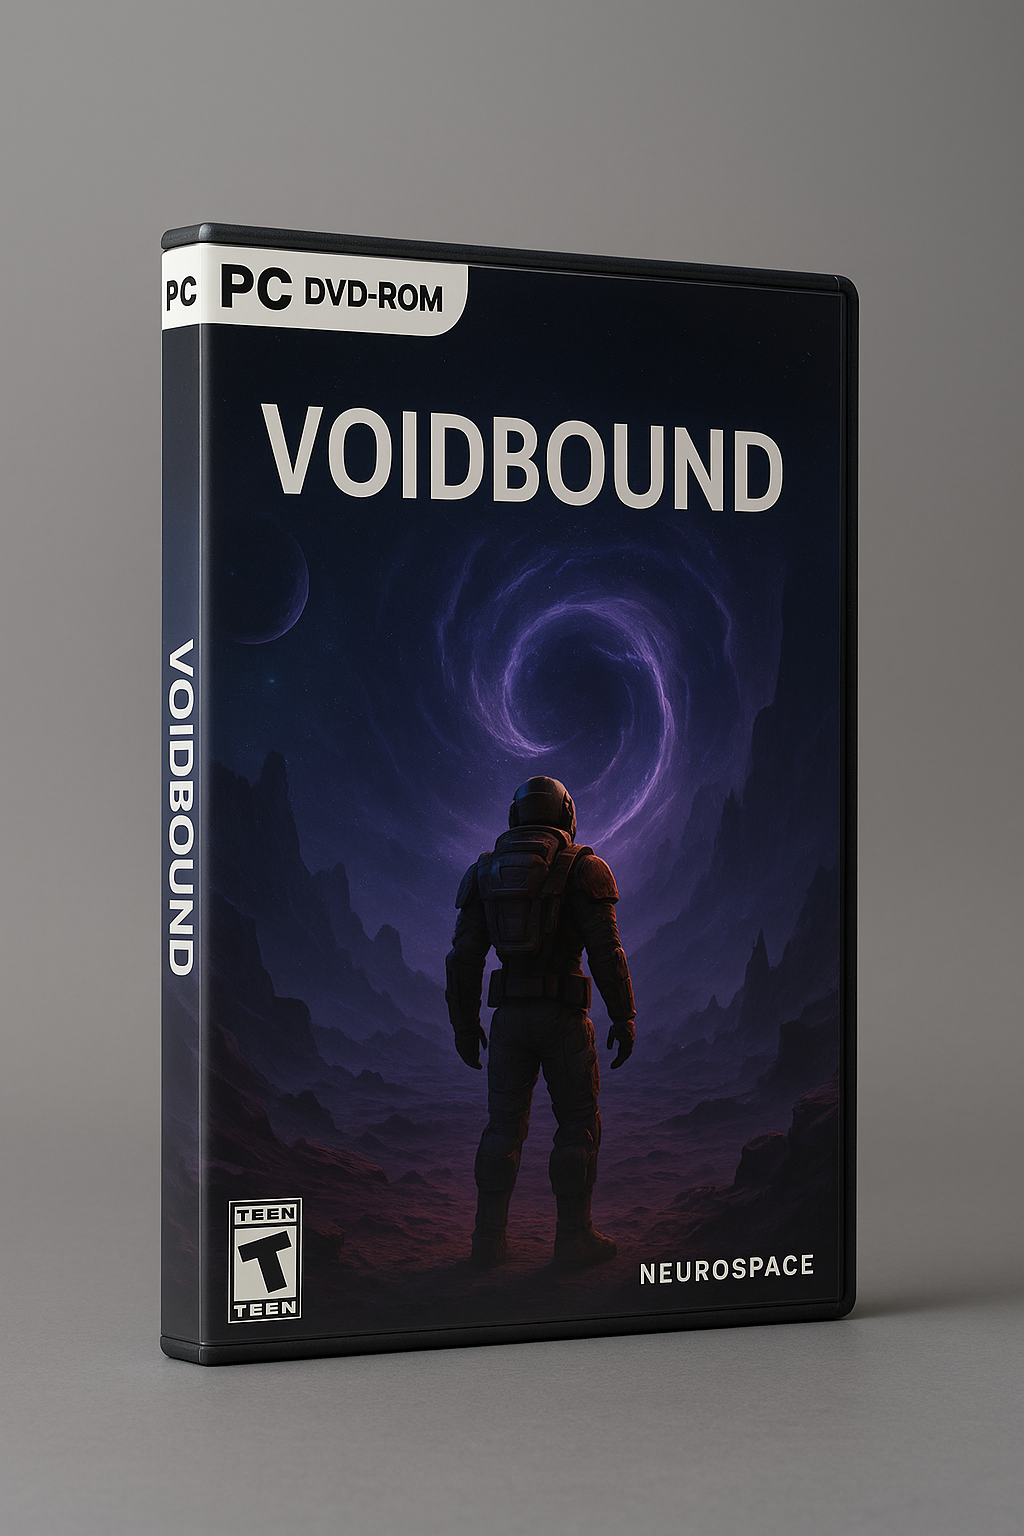 PC
PC DVD-ROM
VOIDBOUND
VOIDBOUND
TEEN
T
TEEN
NEUROSPACE